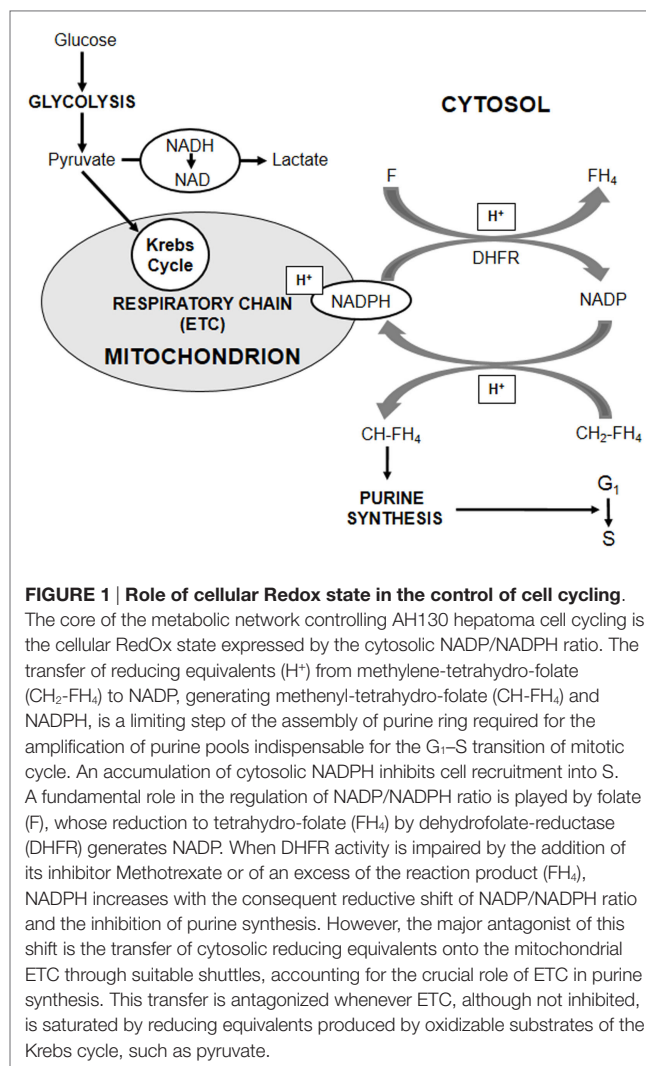 Glucose
GLYCOLYSIS
Pyruvate
NADH
NAD
Lactate
CYTOSOL
F
FH₄
H⁺
DHFR
Krebs
Cycle
H⁺
NADPH
NADP
RESPIRATORY CHAIN
(ETC)
MITOCHONDRION
H⁺
CH-FH₄
CH₂-FH₄
PURINE
SYNTHESIS
G₁
S
FIGURE 1 | Role of cellular Redox state in the control of cell cycling.
The core of the metabolic network controlling AH130 hepatoma cell cycling is
the cellular RedOx state expressed by the cytosolic NADP/NADPH ratio. The
transfer of reducing equivalents (H⁺) from methylene-tetrahydro-folate
(CH₂-FH₄) to NADP, generating methenyl-tetrahydro-folate (CH-FH₄) and
NADPH, is a limiting step of the assembly of purine ring required for the
amplification of purine pools indispensable for the G₁–S transition of mitotic
cycle. An accumulation of cytosolic NADPH inhibits cell recruitment into S.
A fundamental role in the regulation of NADP/NADPH ratio is played by folate
(F), whose reduction to tetrahydro-folate (FH₄) by dehydrofolate-reductase
(DHFR) generates NADP. When DHFR activity is impaired by the addition of
its inhibitor Methotrexate or of an excess of the reaction product (FH₄),
NADPH increases with the consequent reductive shift of NADP/NADPH ratio
and the inhibition of purine synthesis. However, the major antagonist of this
shift is the transfer of cytosolic reducing equivalents onto the mitochondrial
ETC through suitable shuttles, accounting for the crucial role of ETC in purine
synthesis. This transfer is antagonized whenever ETC, although not inhibited,
is saturated by reducing equivalents produced by oxidizable substrates of the
Krebs cycle, such as pyruvate.